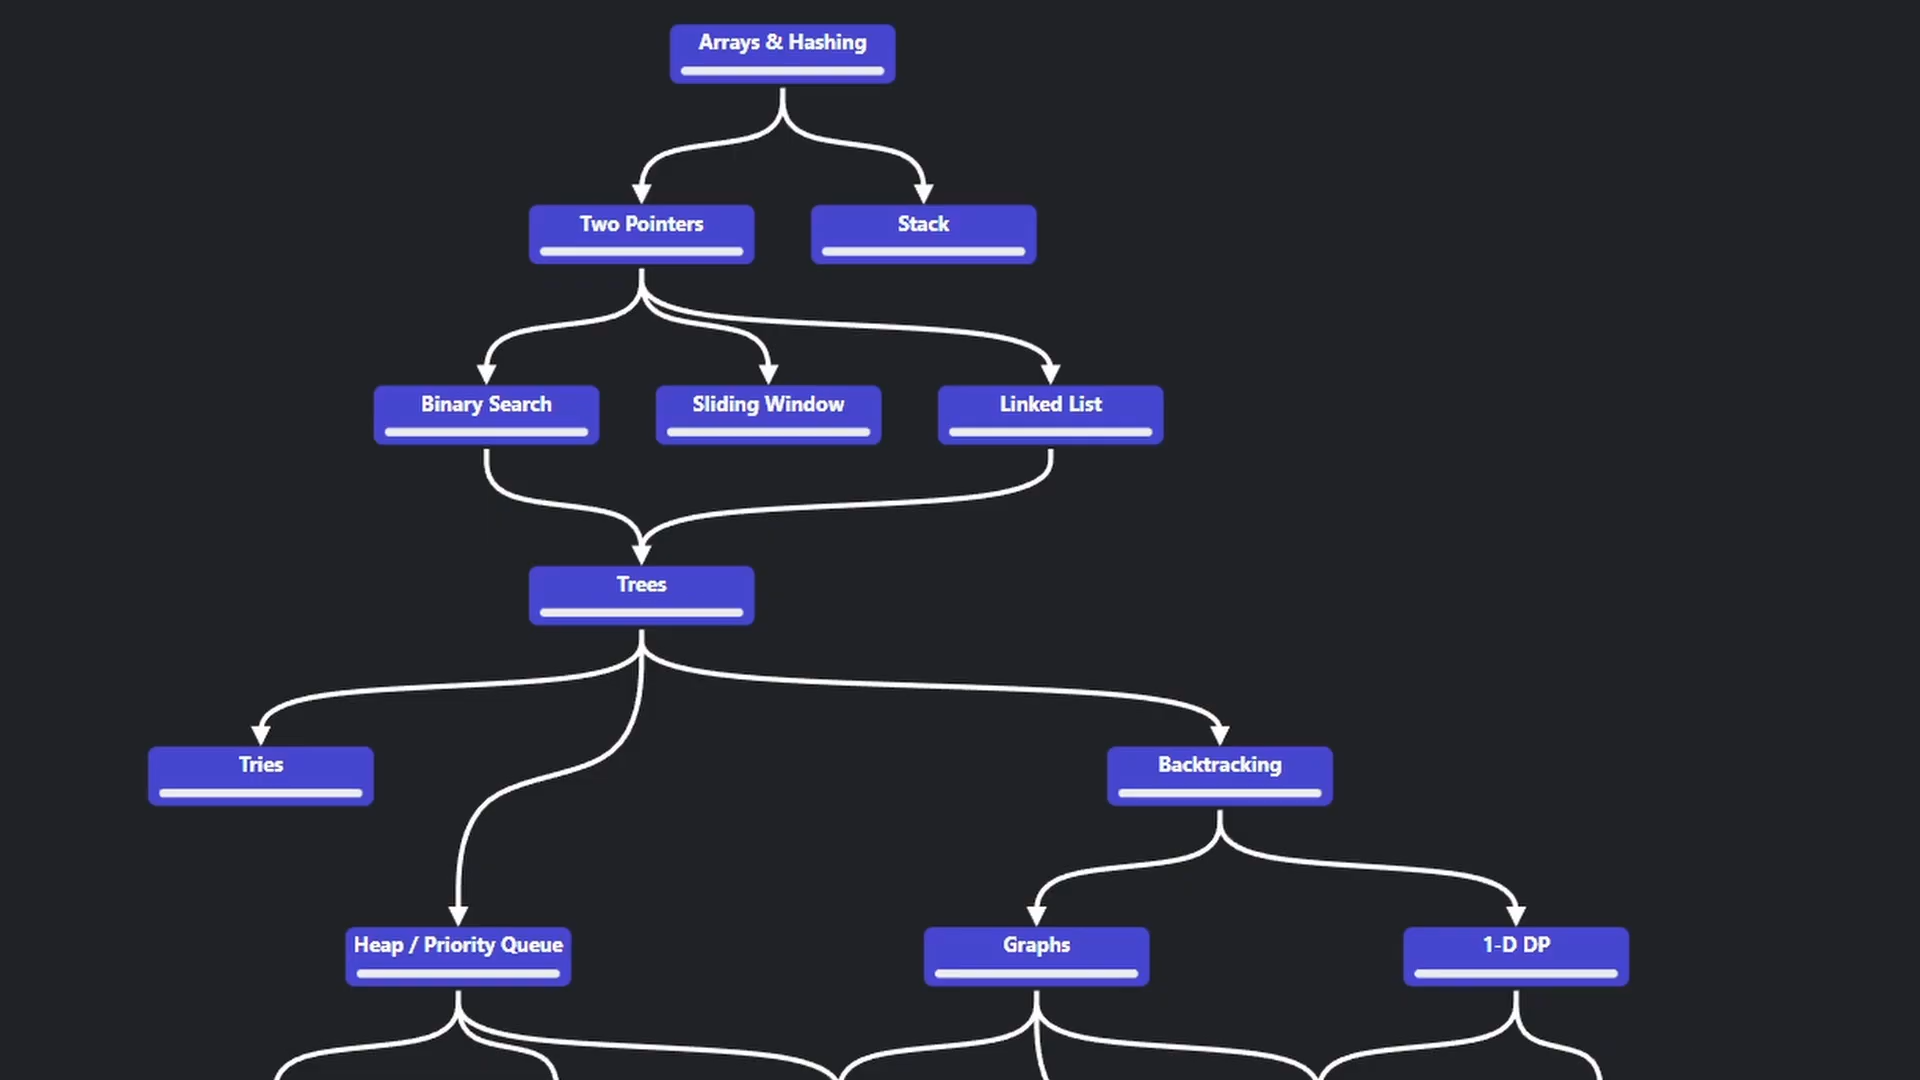 Arrays & Hashing
Two Pointers
Stack
Binary Search
Sliding Window
Linked List
Trees
Tries
Backtracking
Heap / Priority Queue
Graphs
1-D DP